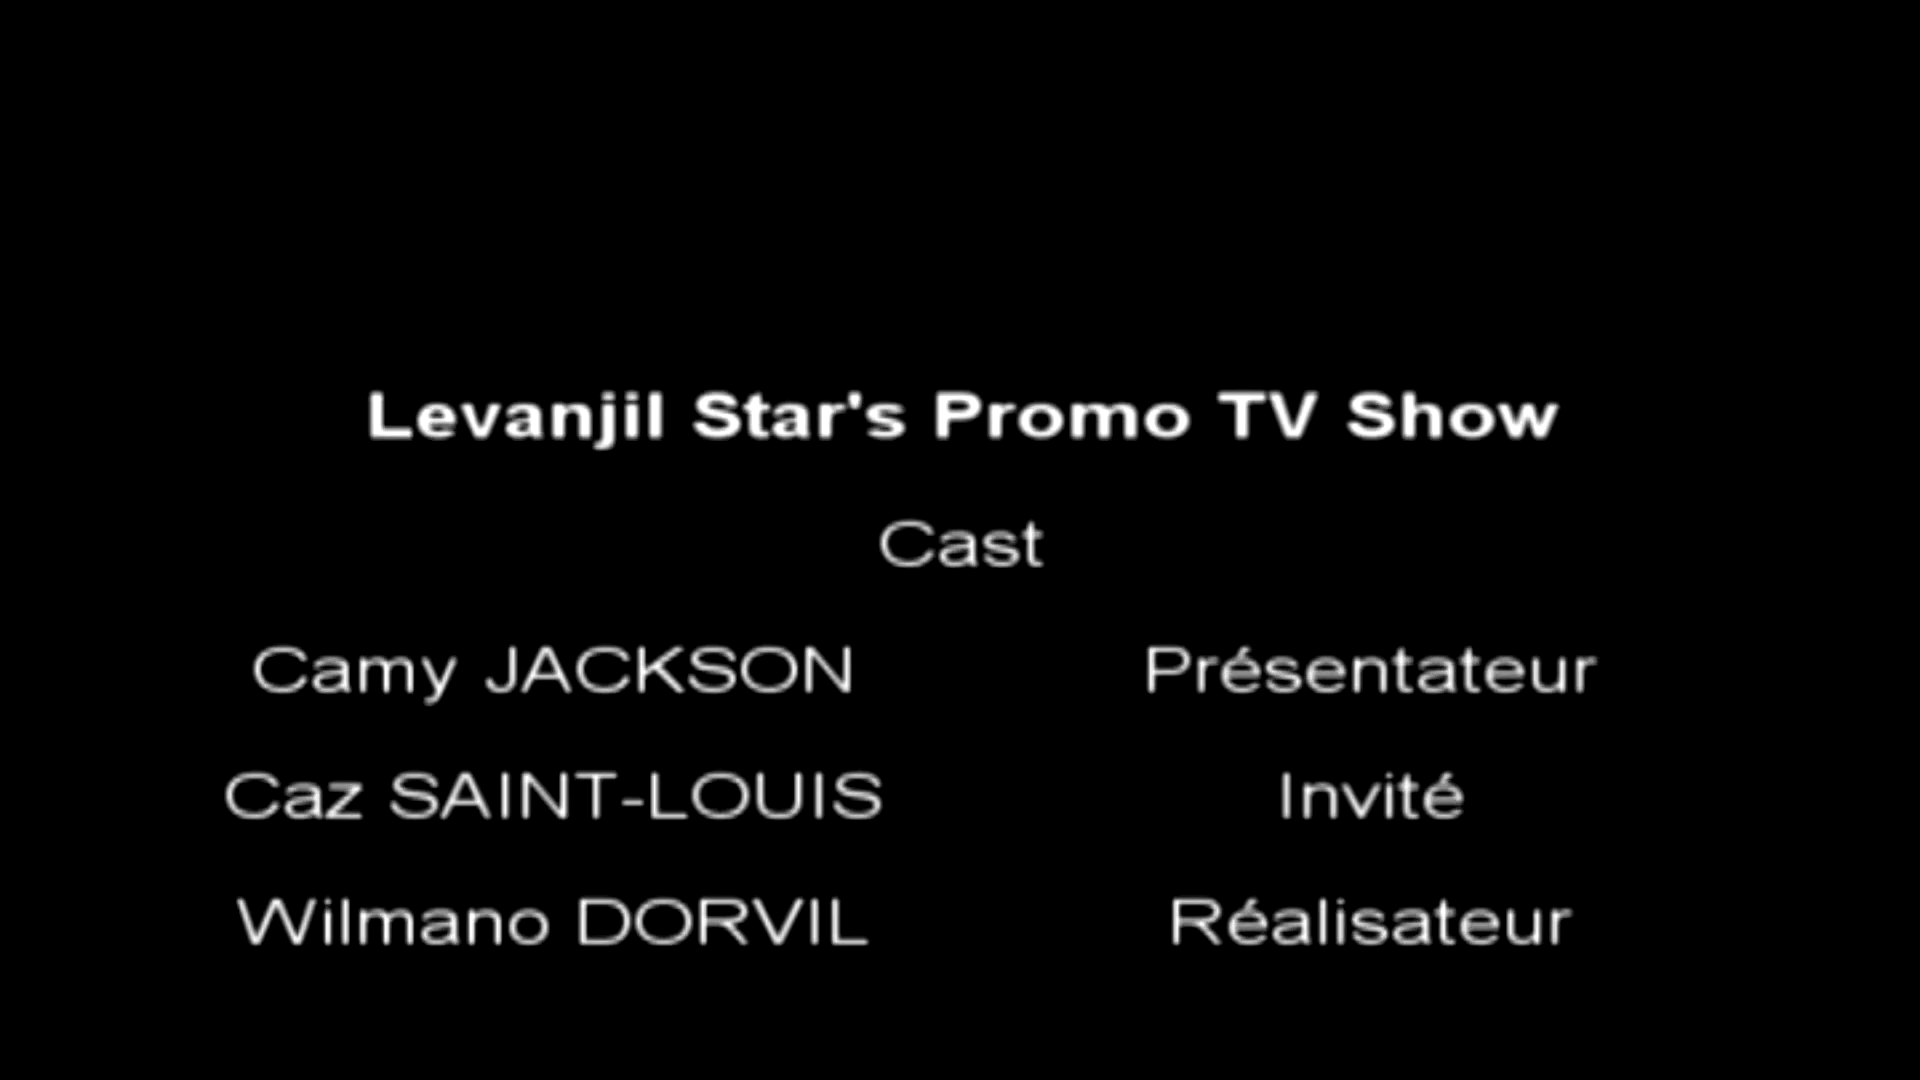 Levanjil Star's Promo TV Show
Cast
Camy JACKSON Présentateur
Caz SAINT-LOUIS Invité
Wilmano DORVIL Réalisateur